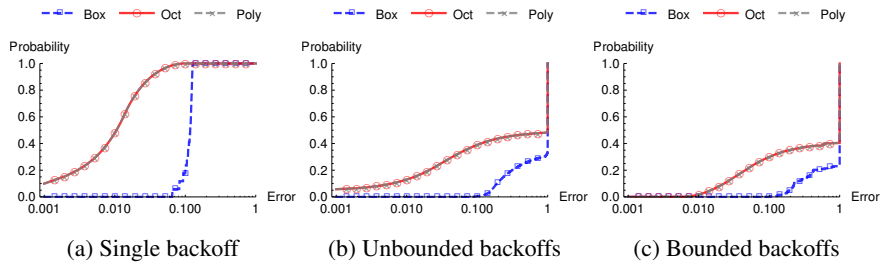 Box Oct Poly Box Oct Poly Box Oct Poly
Probability Probability Probability
1.0 1.0 1.0
0.8 0.8 0.8
0.6 0.6 0.6
0.4 0.4 0.4
0.2 0.2 0.2
0.0 Error 0.0 Error 0.0 Error
0.001 0.010 0.100 1 0.001 0.010 0.100 1 0.001 0.010 0.100 1
(a) Single backoff (b) Unbounded backoffs (c) Bounded backoffs